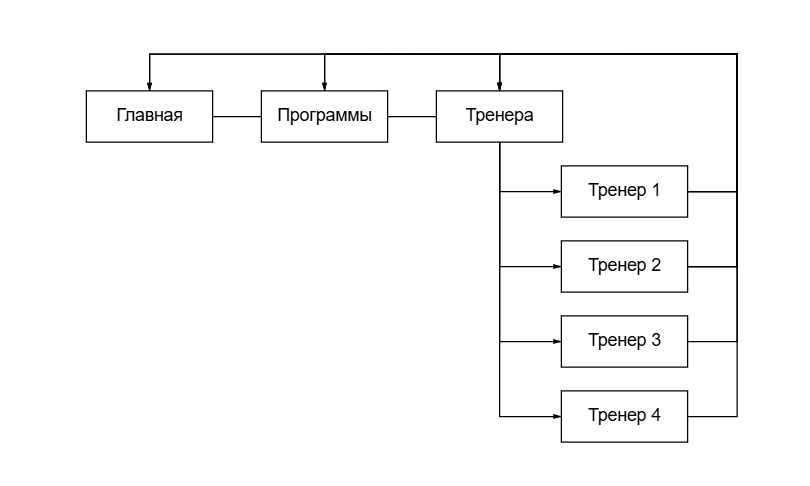 Главная
Программы
Тренера
Тренер 1
Тренер 2
Тренер 3
Тренер 4